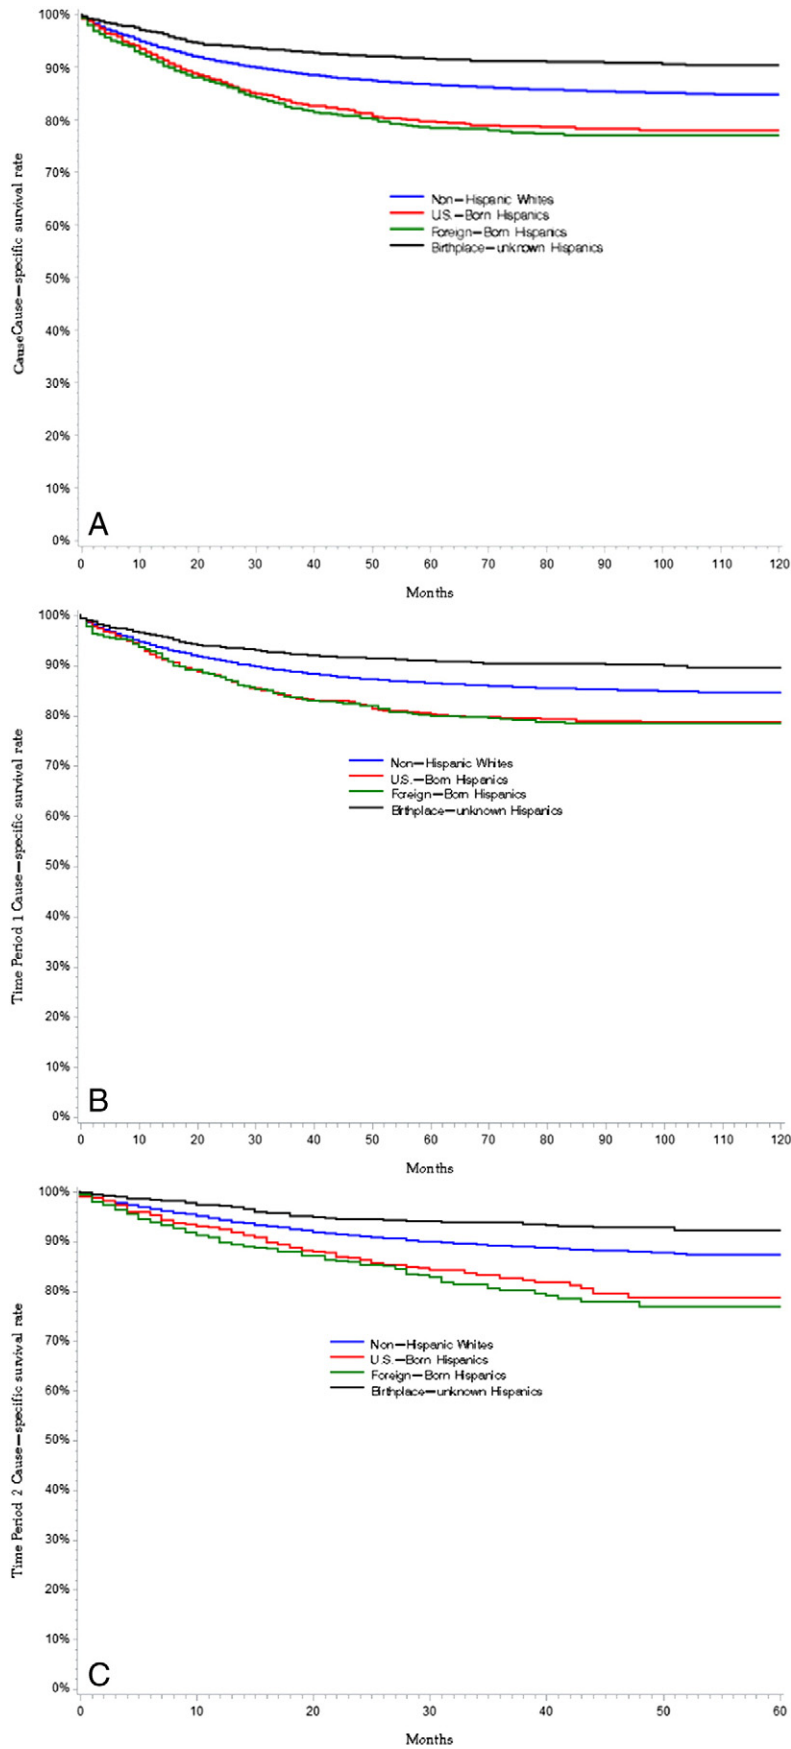 100%
90%
80%
70%
60%
50%
40%
30%
20%
10%
0%
CauseCause—specific survival rate
Non—Hispanic Whites
U.S.—Born Hispanics
Foreign—Born Hispanics
Birthplace—unknown Hispanics
A
0 10 20 30 40 50 60 70 80 90 100 110 120
Months
100%
90%
80%
70%
60%
50%
40%
30%
20%
10%
0%
Time Period 1 Cause—specific survival rate
Non—Hispanic Whites
U.S.—Born Hispanics
Foreign—Born Hispanics
Birthplace—unknown Hispanics
B
0 10 20 30 40 50 60 70 80 90 100 110 120
Months
100%
90%
80%
70%
60%
50%
40%
30%
20%
10%
0%
Time Period 2 Cause—specific survival rate
Non—Hispanic Whites
U.S.—Born Hispanics
Foreign—Born Hispanics
Birthplace—unknown Hispanics
C
0 10 20 30 40 50 60
Months